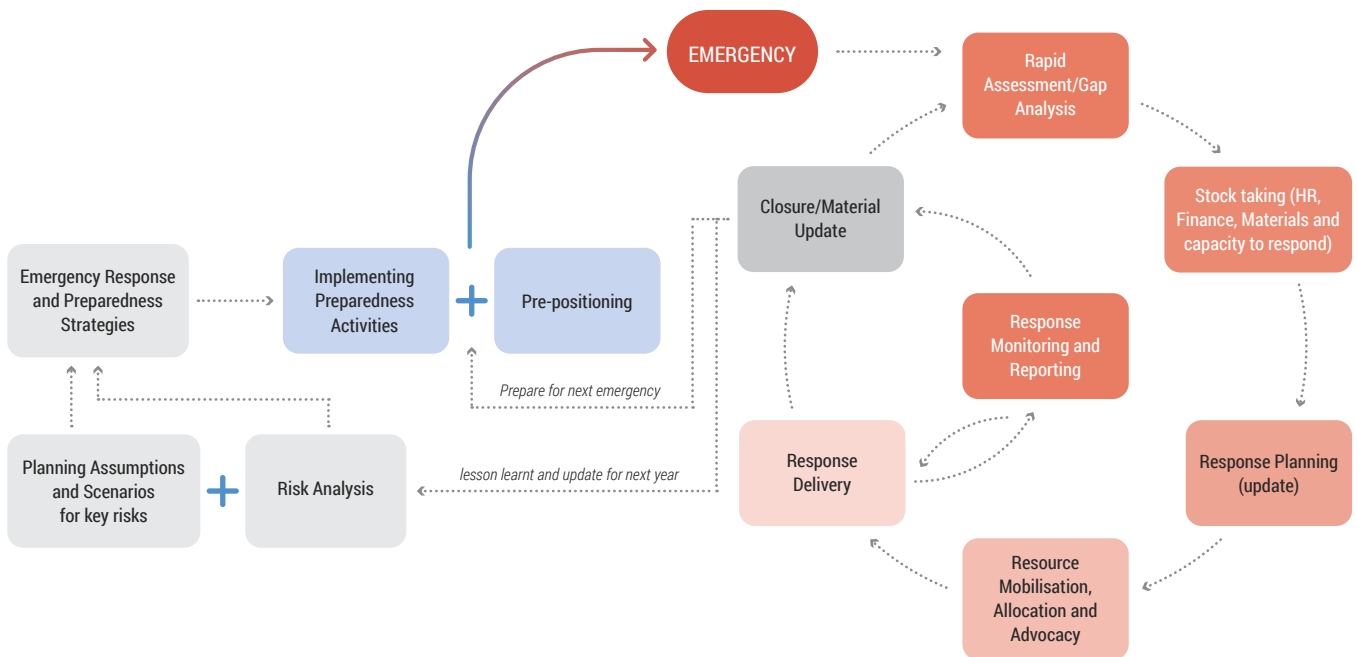 EMERGENCY
Rapid
Assessment/Gap
Analysis
Closure/Material
Update
Stock taking (HR,
Finance, Materials and
capacity to respond)
Emergency Response
and Preparedness
Strategies
Implementing
Preparedness
Activities
Pre-positioning
Response
Monitoring and
Reporting
Prepare for next emergency
Planning Assumptions
and Scenarios
for key risks
Risk Analysis
lesson learnt and update for next year
Response
Delivery
Response Planning
(update)
Resource
Mobilisation,
Allocation and
Advocacy